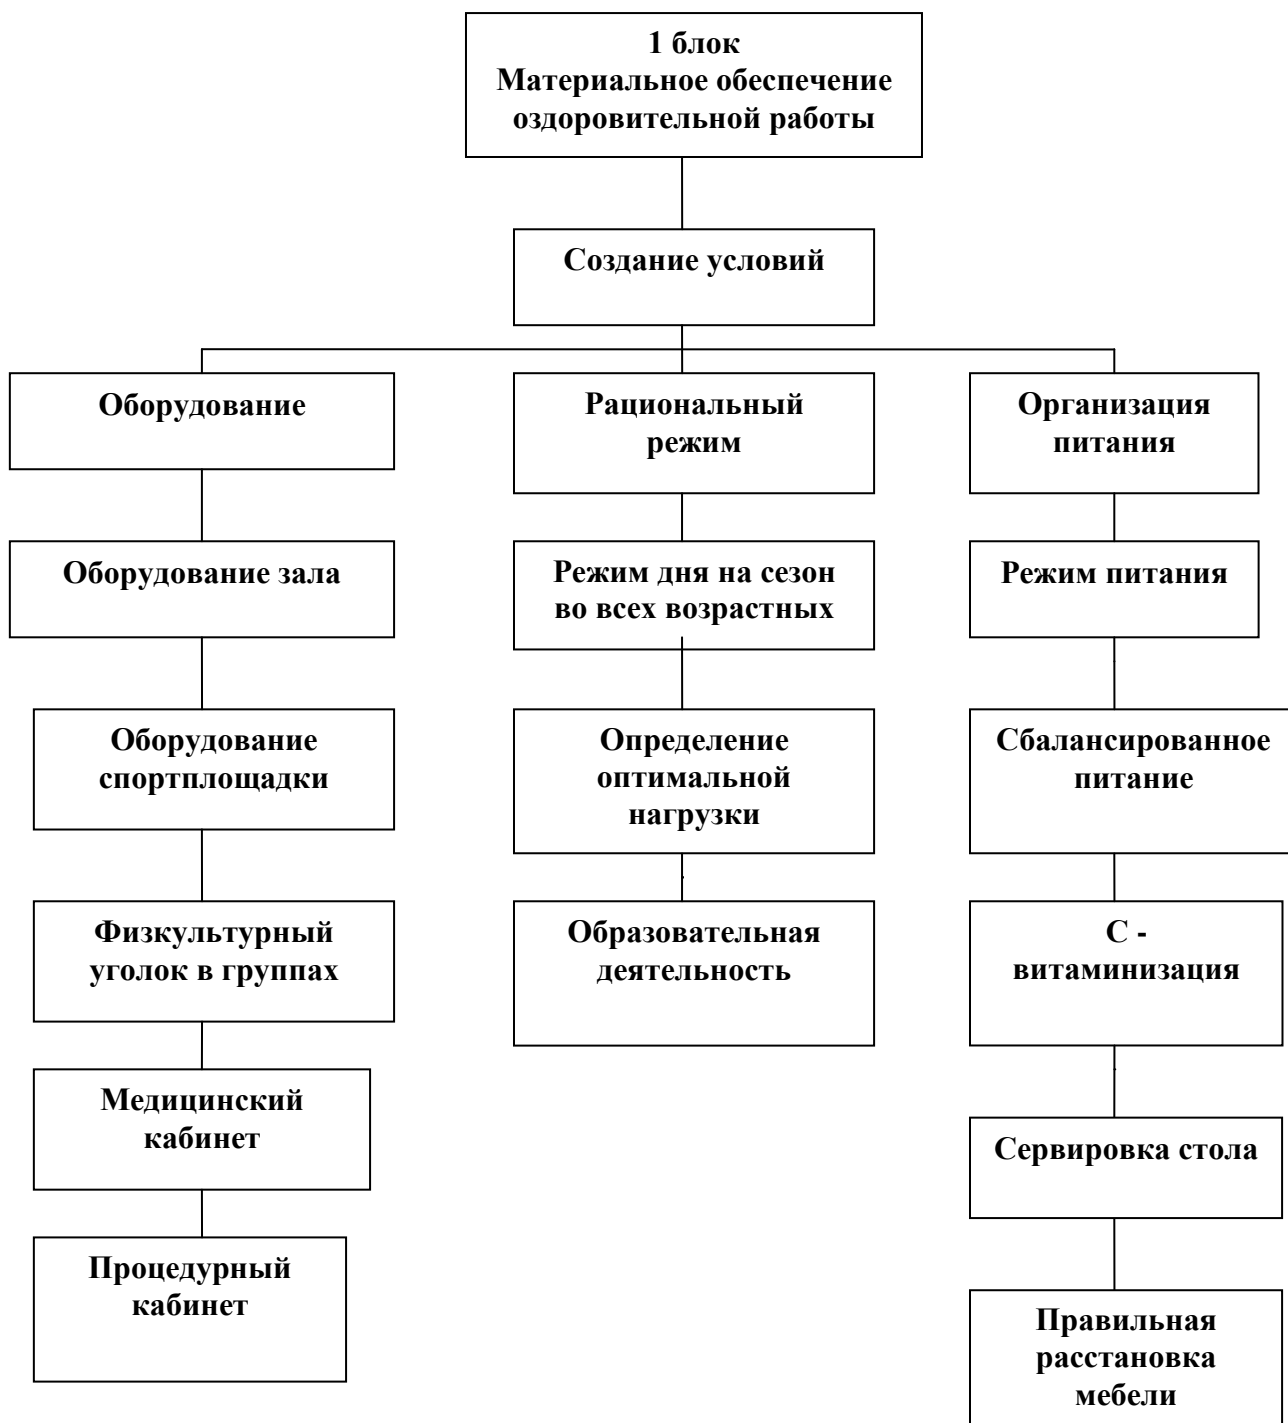 1 блок
Материальное обеспечение
оздоровительной работы
Создание условий
Оборудование
Рациональный
режим
Организация
питания
Оборудование зала
Режим дня на сезон
во всех возрастных
Режим питания
Оборудование
спортплощадки
Определение
оптимальной
нагрузки
Сбалансированное
питание
Физкультурный
уголок в группах
Образовательная
деятельность
С -
витаминизация
Медицинский
кабинет
Сервировка стола
Процедурный
кабинет
Правильная
расстановка
мебели